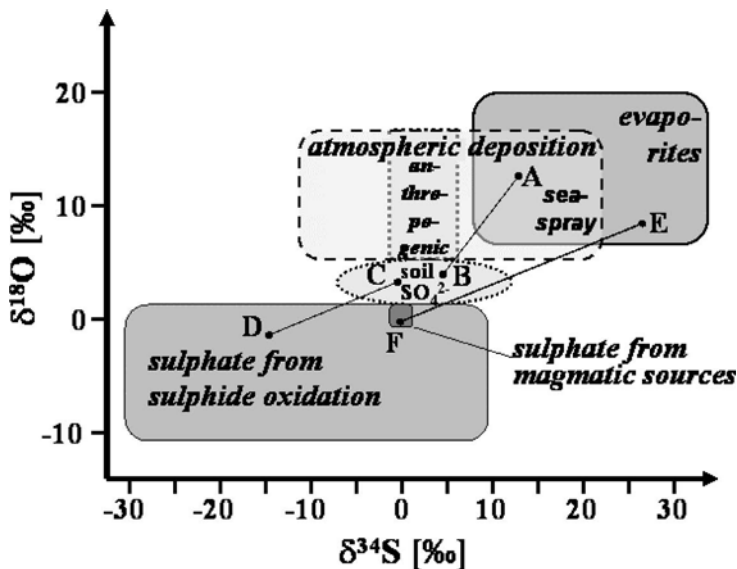 20
10
0
-10
δ¹⁸O [‰]
evapo-
rites
atmospheric deposition
an-
thro-
po-
genic
A
sea-
spray
E
C
soil
SO₄²⁻
B
D
F
sulphate from
sulphide oxidation
sulphate from
magmatic sources
-30
-20
-10
0
10
20
30
δ³⁴S [‰]